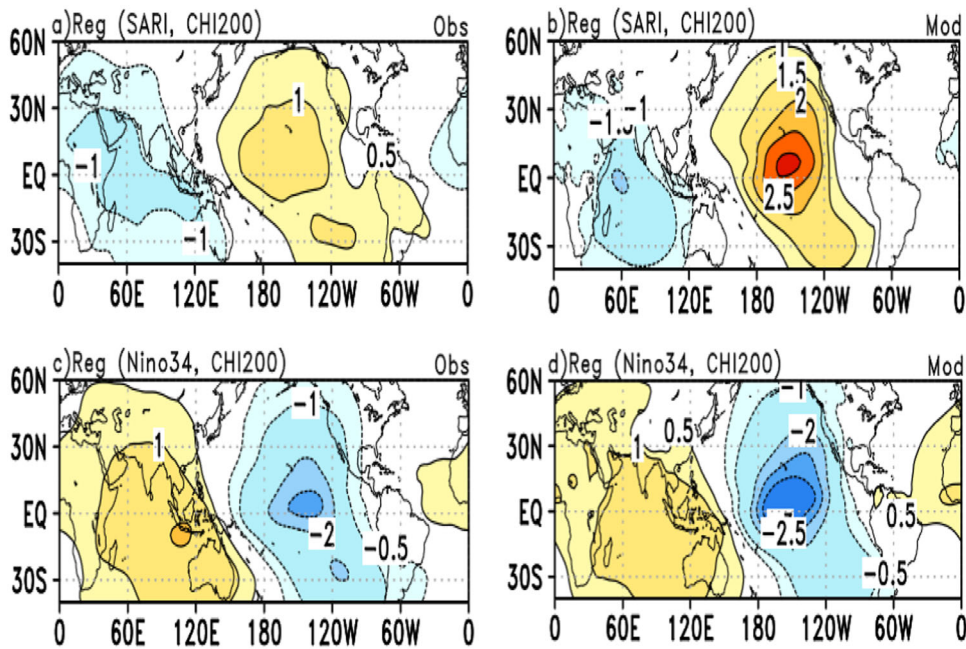 a)Reg (SARI, CHI200) Obs
60N
30N
EQ
30S
1
0.5
-1
-1
0 60E 120E 180 120W 60W 0
b)Reg (SARI, CHI200) Mod
60N
30N
EQ
30S
1.5
2
-1
2.5
0 60E 120E 180 120W 60W 0
c)Reg (Nino34, CHI200) Obs
60N
30N
EQ
30S
1
-1
-2
-0.5
0 60E 120E 180 120W 60W 0
d)Reg (Nino34, CHI200) Mod
60N
30N
EQ
30S
-1
0.5
1
-2
-2.5
0.5
-0.5
0 60E 120E 180 120W 60W 0